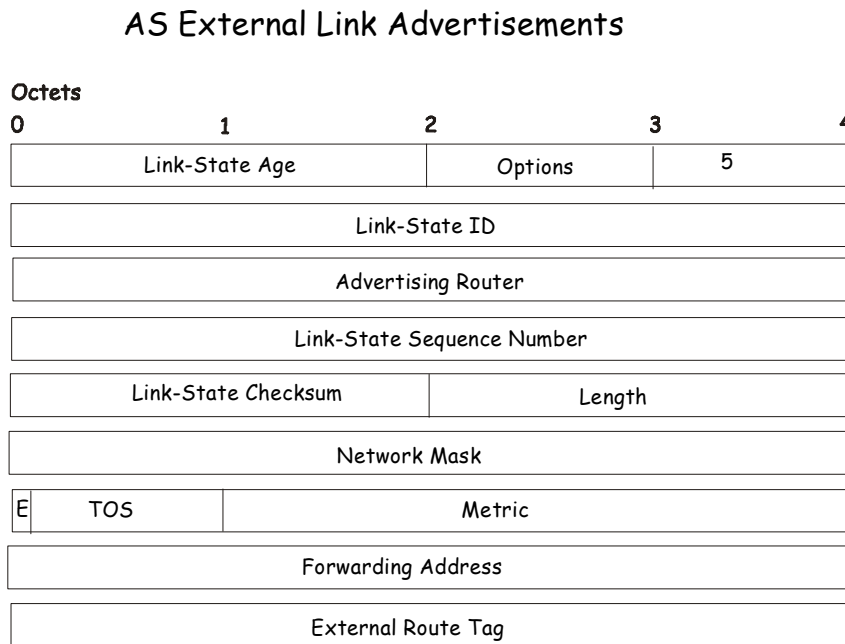 AS External Link Advertisements
Octets
0 1 2 3 4
Link-State Age Options 5
Link-State ID
Advertising Router
Link-State Sequence Number
Link-State Checksum Length
Network Mask
E TOS Metric
Forwarding Address
External Route Tag